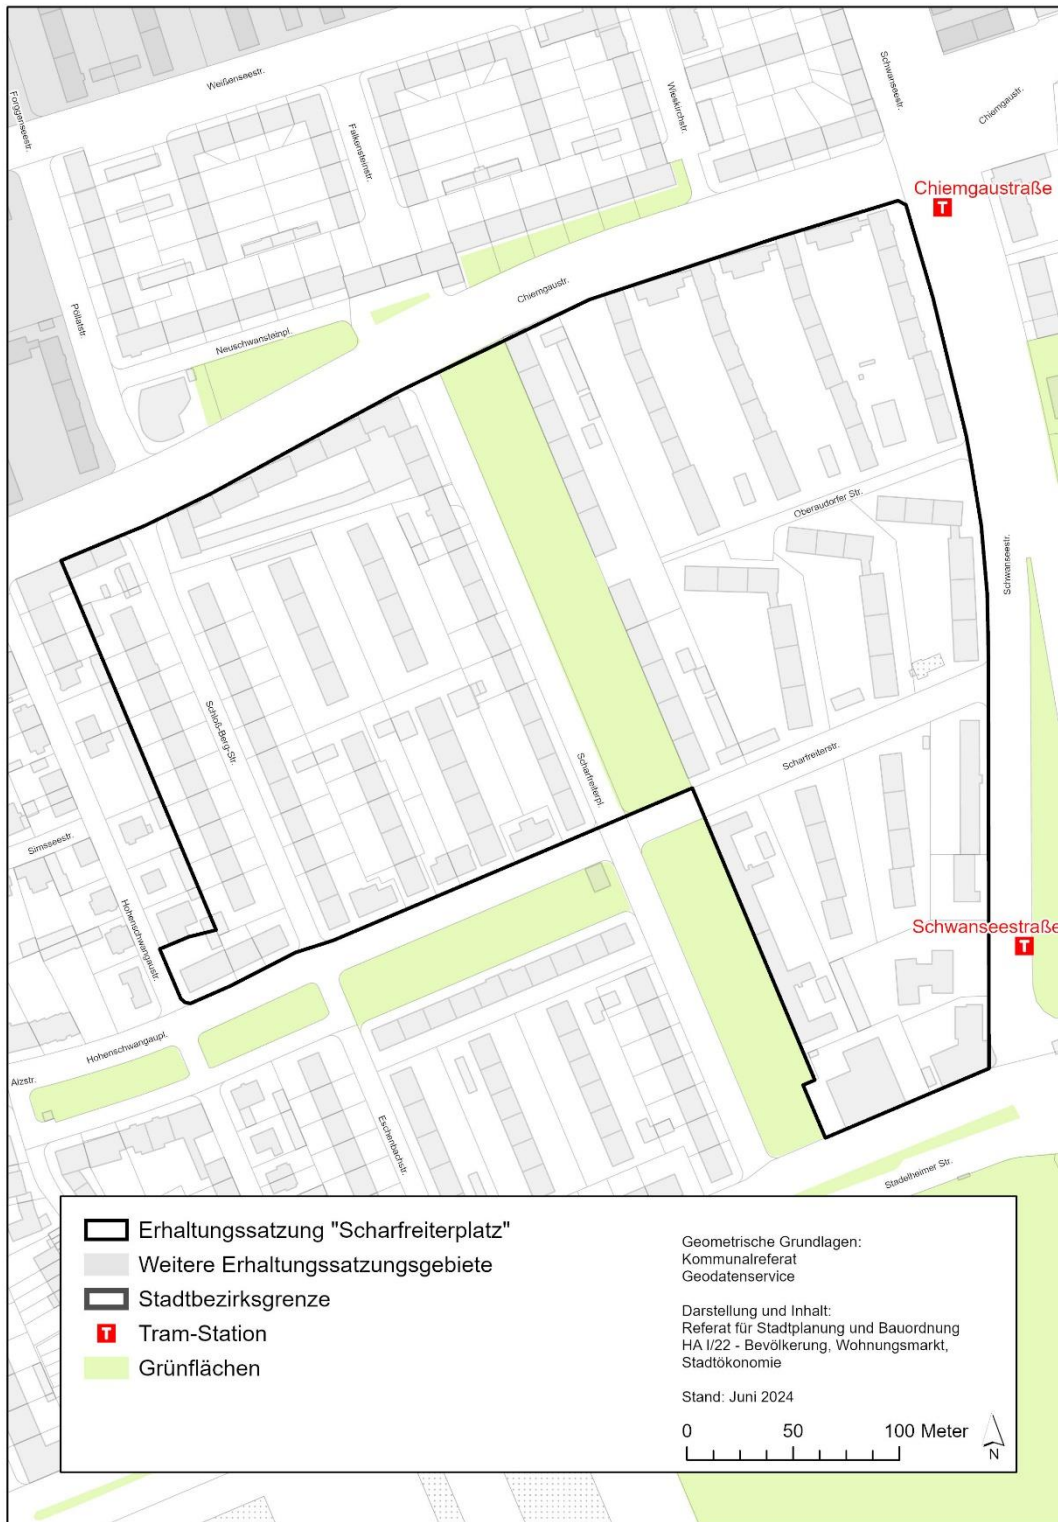 Weißenseestr.
Forggenseestr.
Falkensteinstr.
Wieskirchstr.
Schwanseestr.
Chiemgaustr.
Chiemgaustraße
T
Pöllatstr.
Neuschwansteinpl.
Chiemgaustr.
Oberaudorfer Str.
Schwanseestr.
Schloß-Berg-Str.
Scharfreiterpl.
Scharfreiterstr.
Simsseestr.
Hohenschwangaustr.
Schwanseestraße
T
Hohenschwangaupl.
Alzstr.
Eschenbachstr.
Stadelheimer Str.
Erhaltungssatzung "Scharfreiterplatz"
Weitere Erhaltungssatzungsgebiete
Stadtbezirksgrenze
T Tram-Station
Grünflächen
Geometrische Grundlagen:
Kommunalreferat
Geodatenservice
Darstellung und Inhalt:
Referat für Stadtplanung und Bauordnung
HA I/22 - Bevölkerung, Wohnungsmarkt,
Stadtökonomie
Stand: Juni 2024
0 50 100 Meter
N